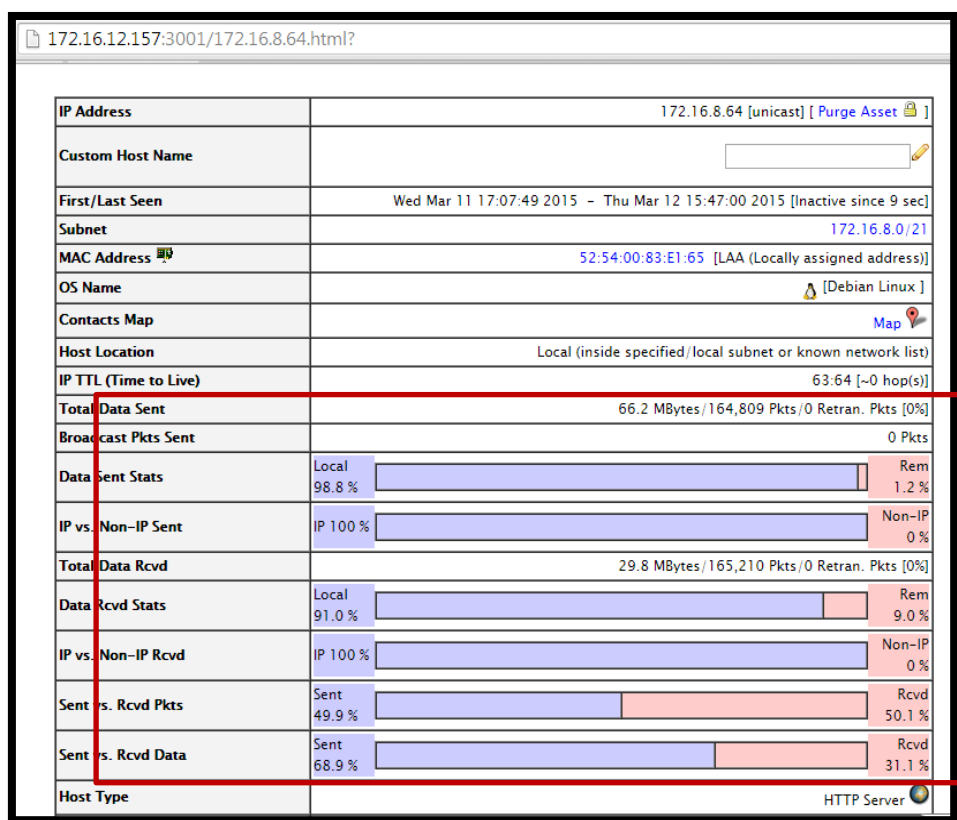 172.16.12.157:3001/172.16.8.64.html?
IP Address 172.16.8.64 [unicast] [ Purge Asset ]
Custom Host Name
First/Last Seen Wed Mar 11 17:07:49 2015 - Thu Mar 12 15:47:00 2015 [Inactive since 9 sec]
Subnet 172.16.8.0/21
MAC Address 52:54:00:83:E1:65 [LAA (Locally assigned address)]
OS Name [Debian Linux ]
Contacts Map Map
Host Location Local (inside specified/local subnet or known network list)
IP TTL (Time to Live) 63:64 [~0 hop(s)]
Total Data Sent 66.2 MBytes/164,809 Pkts/0 Retran. Pkts [0%]
Broadcast Pkts Sent 0 Pkts
Data Sent Stats Local 98.8 % Rem 1.2 %
IP vs. Non-IP Sent IP 100 % Non-IP 0 %
Total Data Rcvd 29.8 MBytes/165,210 Pkts/0 Retran. Pkts [0%]
Data Rcvd Stats Local 91.0 % Rem 9.0 %
IP vs. Non-IP Rcvd IP 100 % Non-IP 0 %
Sent vs. Rcvd Pkts Sent 49.9 % Rcvd 50.1 %
Sent vs. Rcvd Data Sent 68.9 % Rcvd 31.1 %
Host Type HTTP Server